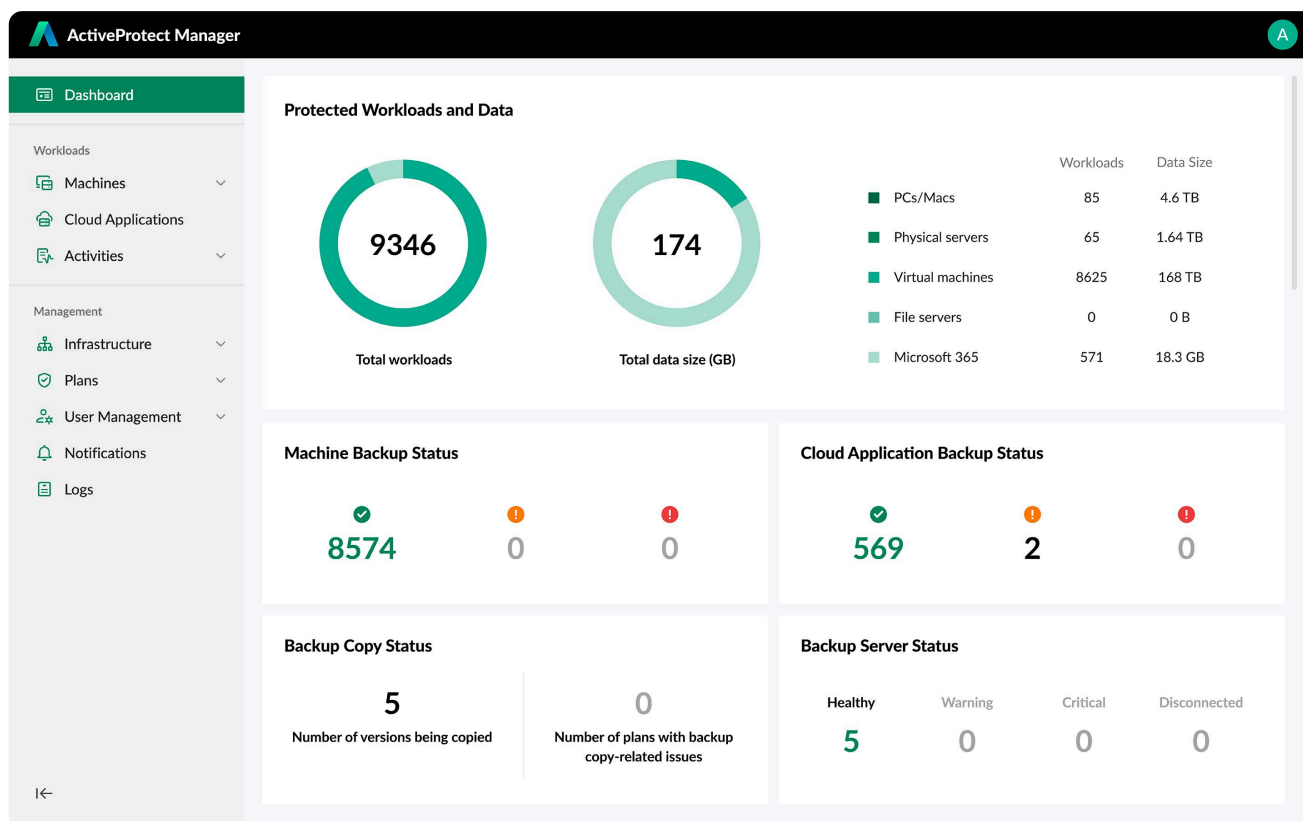 ActiveProtect Manager
A
Dashboard
Workloads
Machines
Cloud Applications
Activities
Management
Infrastructure
Plans
User Management
Notifications
Logs
Protected Workloads and Data
9346
Total workloads
174
Total data size (GB)
Workloads Data Size
PCs/Macs 85 4.6 TB
Physical servers 65 1.64 TB
Virtual machines 8625 168 TB
File servers 0 0 B
Microsoft 365 571 18.3 GB
Machine Backup Status
8574 0 0
Cloud Application Backup Status
569 2 0
Backup Copy Status
5
Number of versions being copied
0
Number of plans with backup
copy-related issues
Backup Server Status
Healthy Warning Critical Disconnected
5 0 0 0